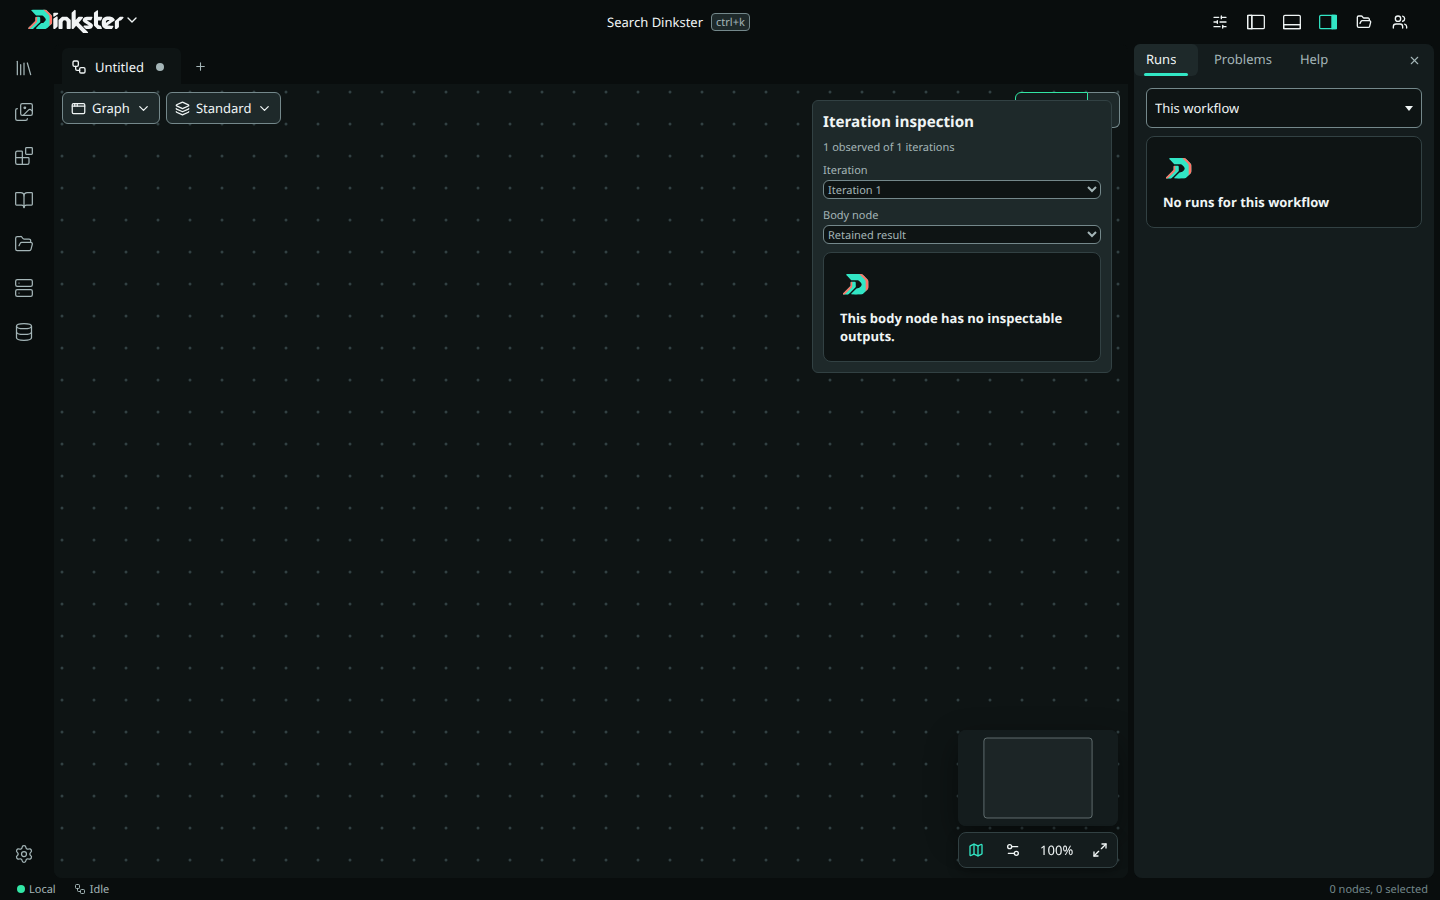 Dinkster
Search Dinkster ctrl+k
Untitled
Graph
Standard
Iteration inspection
1 observed of 1 iterations
Iteration
Iteration 1
Body node
Retained result
This body node has no inspectable
outputs.
100%
Runs
Problems
Help
This workflow
No runs for this workflow
Local
Idle
0 nodes, 0 selected